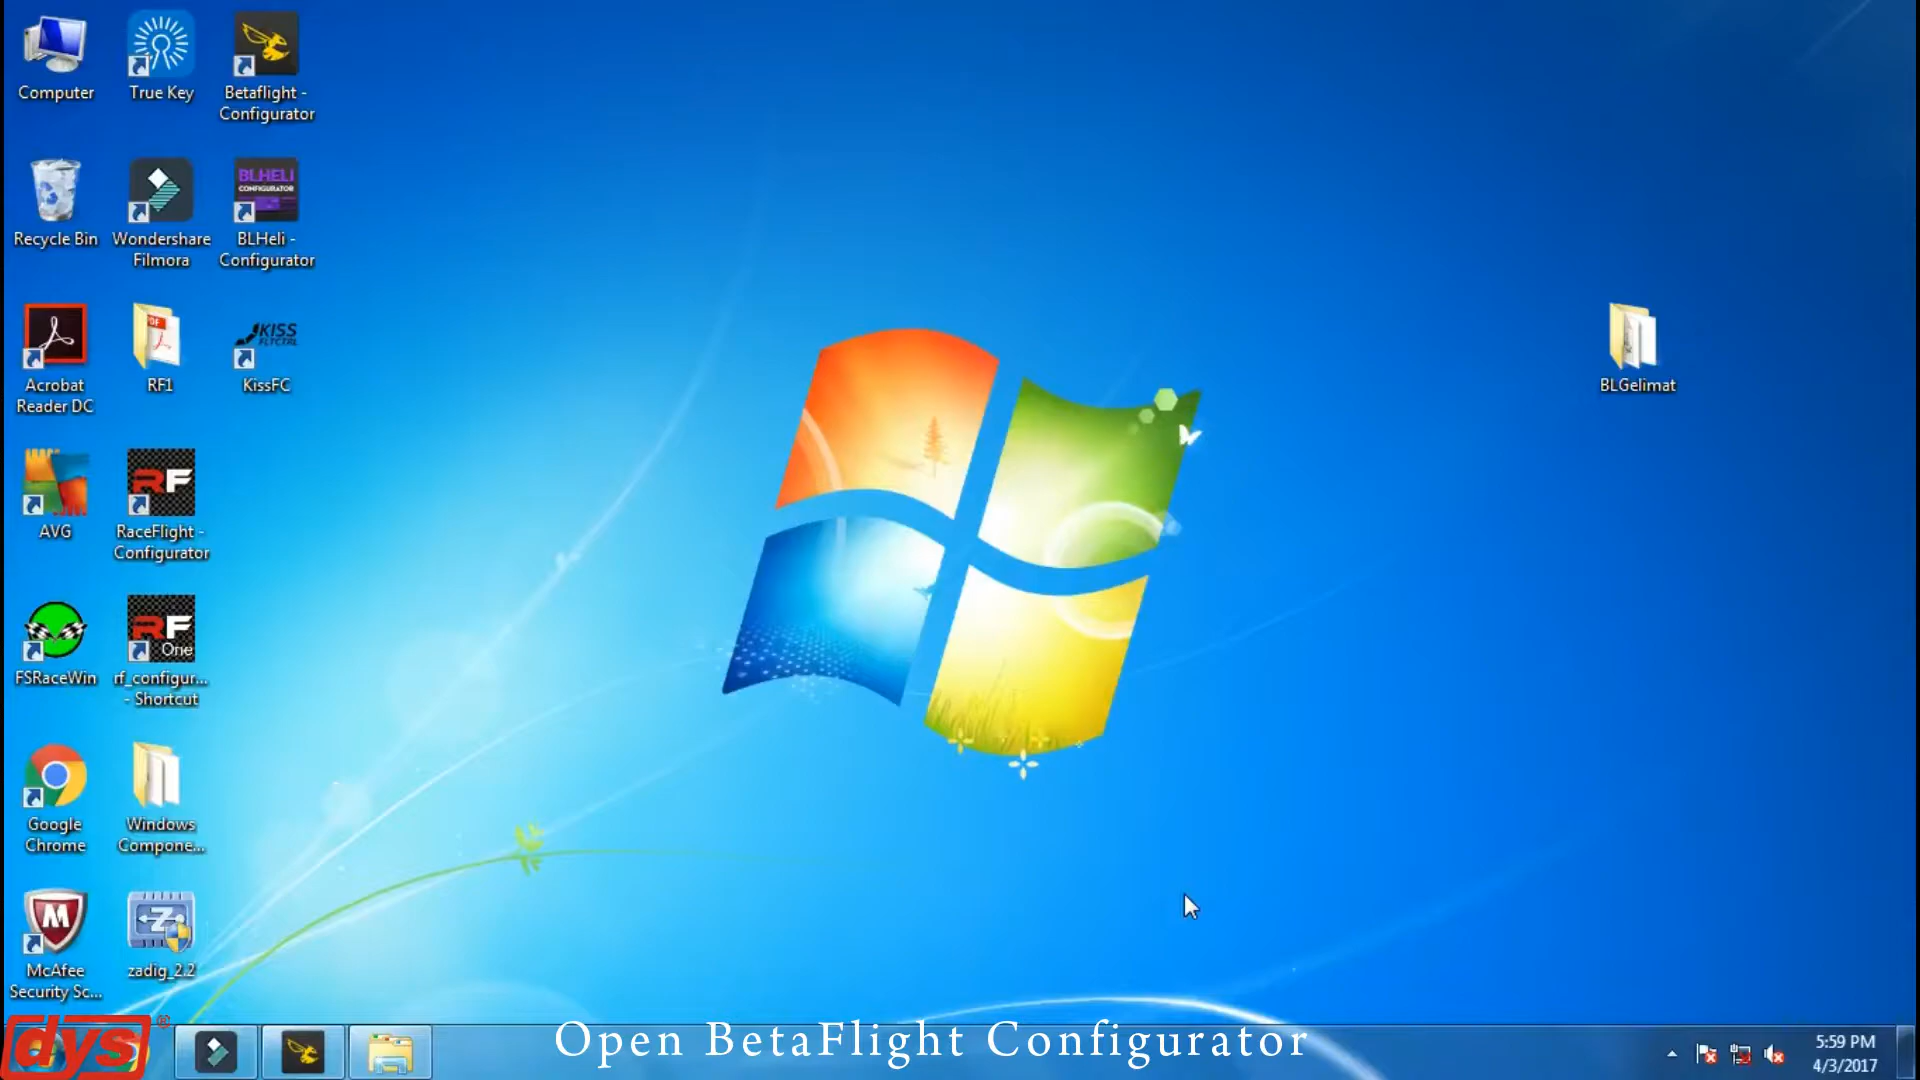 Computer
True Key
Betaflight -
Configurator
Recycle Bin
Wondershare
Filmora
BLHELI
CONFIGURATOR
BLHeli -
Configurator
Acrobat
Reader DC
PDF
RF1
KISS
FLTCTRL
KissFC
BLGelimat
AVG
RF
RaceFlight -
Configurator
FSRaceWin
RF
One
rf_configur...
- Shortcut
Google
Chrome
Windows
Compone...
M
McAfee
Security Sc...
Z
zadig_2.2
dys®
Open BetaFlight Configurator
5:59 PM
4/3/2017